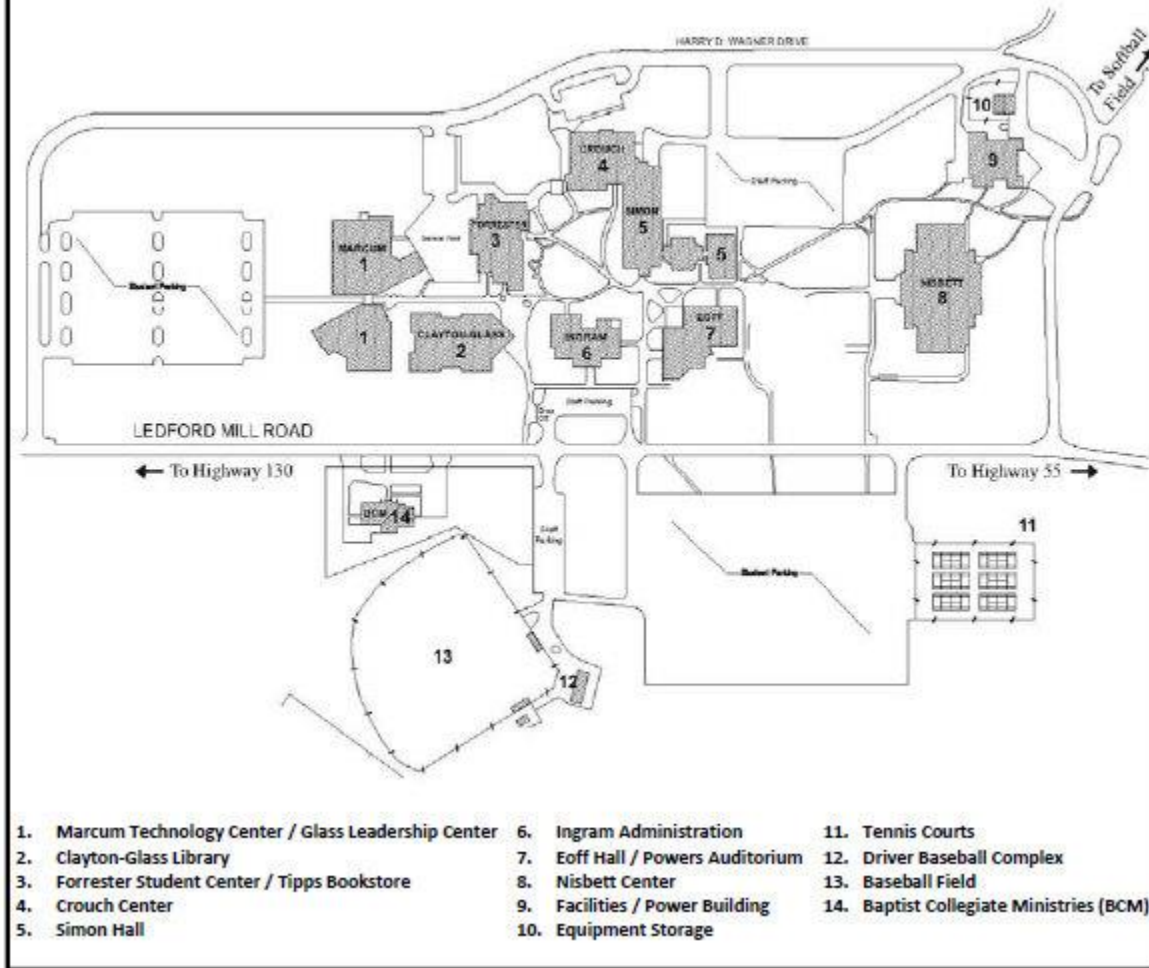 HARRY D. WAGNER DRIVE
To Softball
Field
10
CROUCH
4
9
Staff Parking
SIMON
5
FORRESTER
3
MARCUM
1
5
NISBETT
8
Student Parking
EOFF
7
1
CLAYTON-GLASS
2
INGRAM
6
Staff Parking
Drop
Off
LEDFORD MILL ROAD
To Highway 130
To Highway 55
BCM 14
11
Staff
Parking
Student Parking
13
12
1. Marcum Technology Center / Glass Leadership Center
2. Clayton-Glass Library
3. Forrester Student Center / Tipps Bookstore
4. Crouch Center
5. Simon Hall
6. Ingram Administration
7. Eoff Hall / Powers Auditorium
8. Nisbett Center
9. Facilities / Power Building
10. Equipment Storage
11. Tennis Courts
12. Driver Baseball Complex
13. Baseball Field
14. Baptist Collegiate Ministries (BCM)